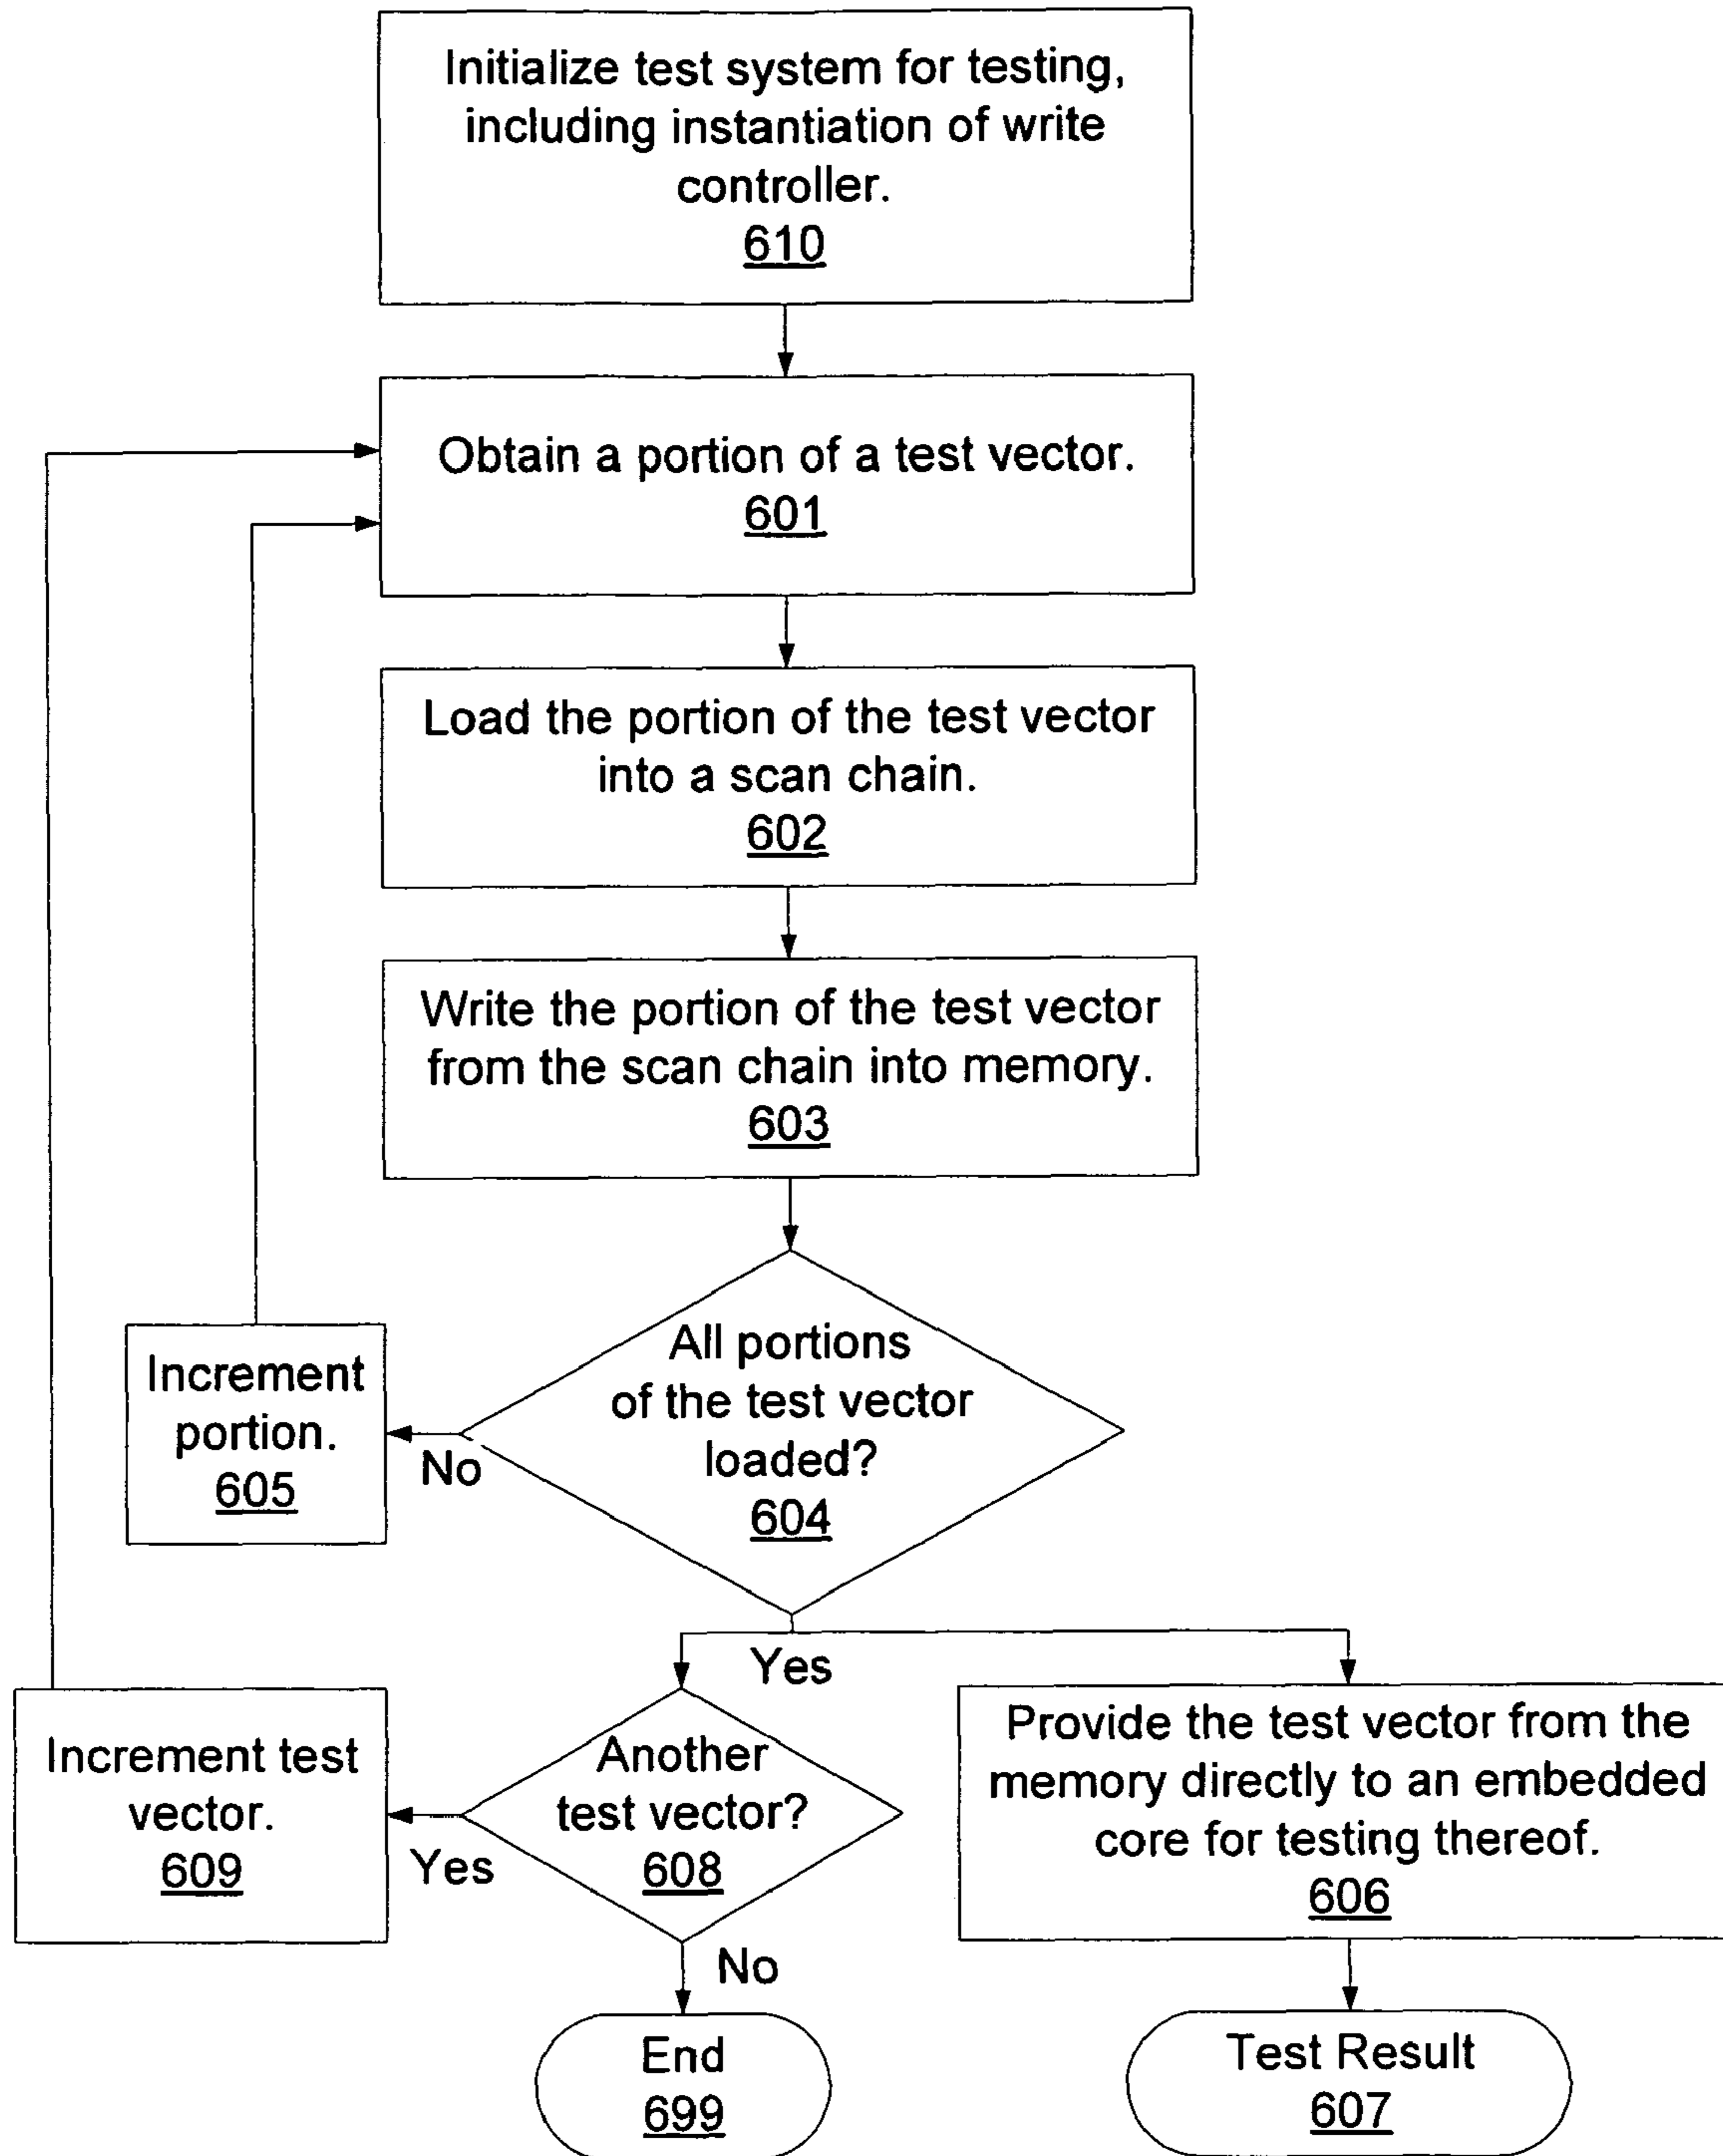 Initialize test system for testing,
including instantiation of write
controller.
610
Obtain a portion of a test vector.
601
Load the portion of the test vector
into a scan chain.
602
Write the portion of the test vector
from the scan chain into memory.
603
All portions
of the test vector
loaded?
604
No
Increment
portion.
605
Yes
Another
test vector?
608
Yes
Increment test
vector.
609
No
End
699
Provide the test vector from the
memory directly to an embedded
core for testing thereof.
606
Test Result
607